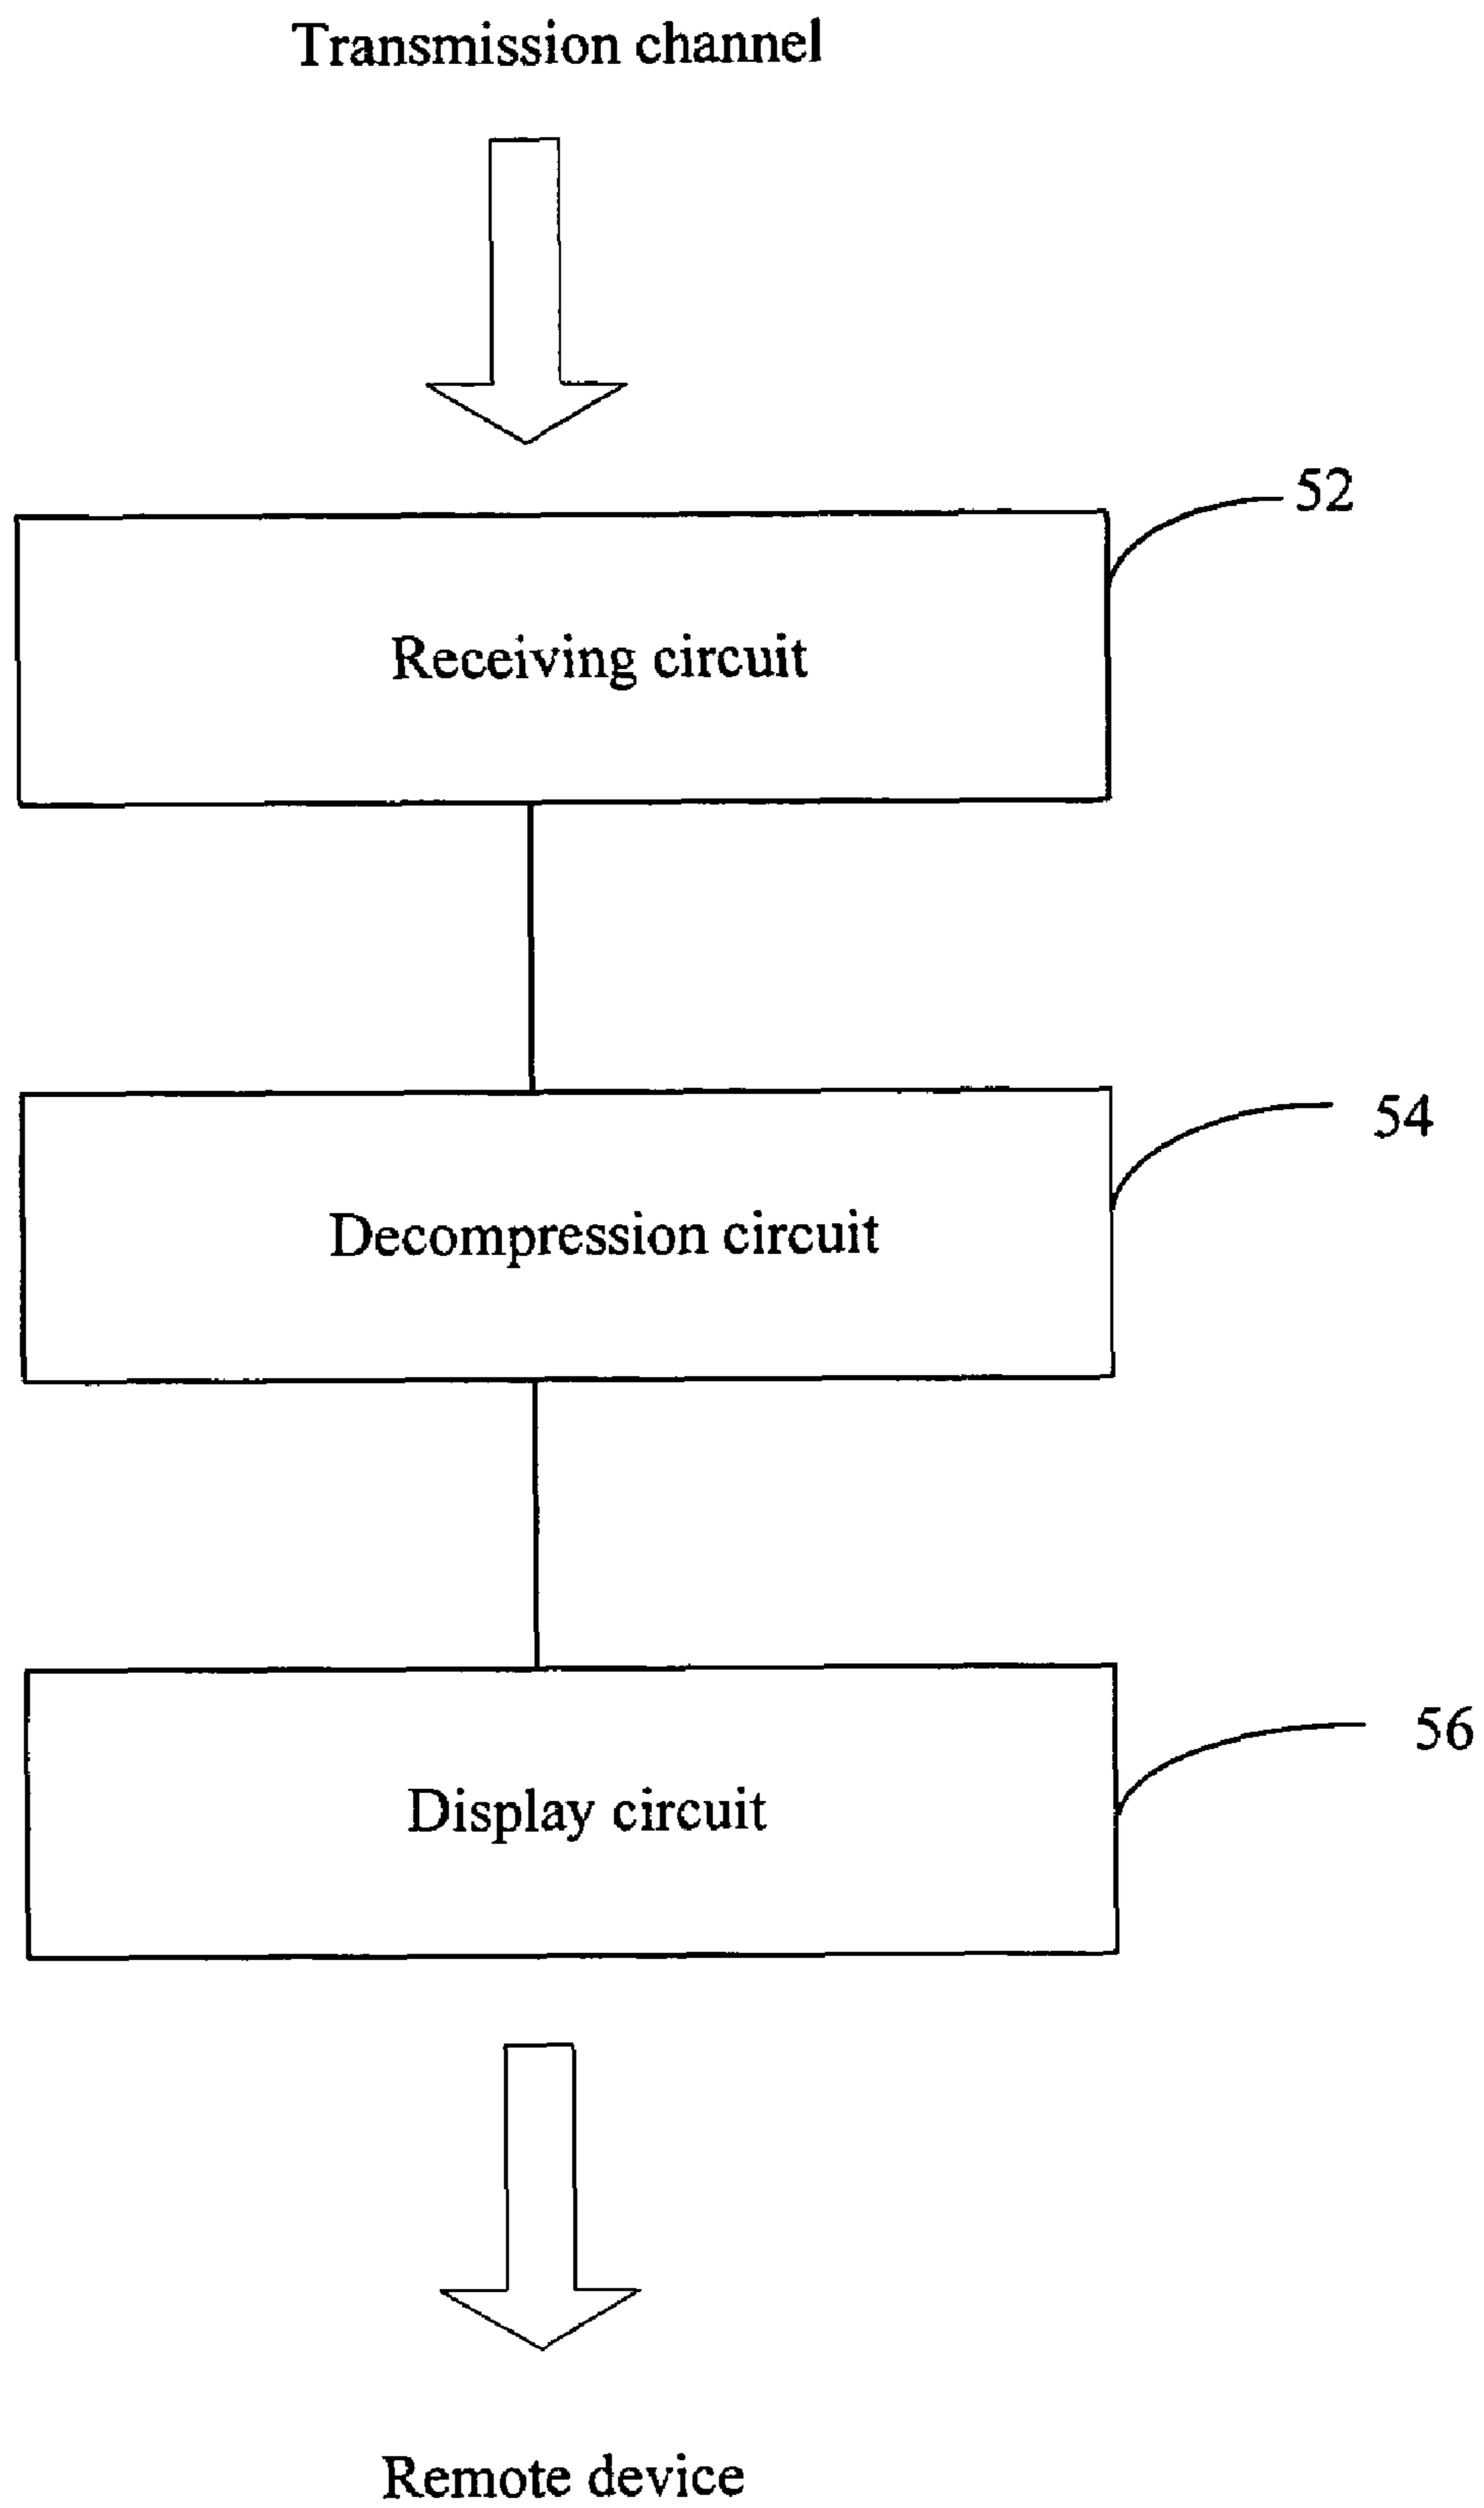 Transmission channel
52
Receiving circuit
54
Decompression circuit
56
Display circuit
Remote device